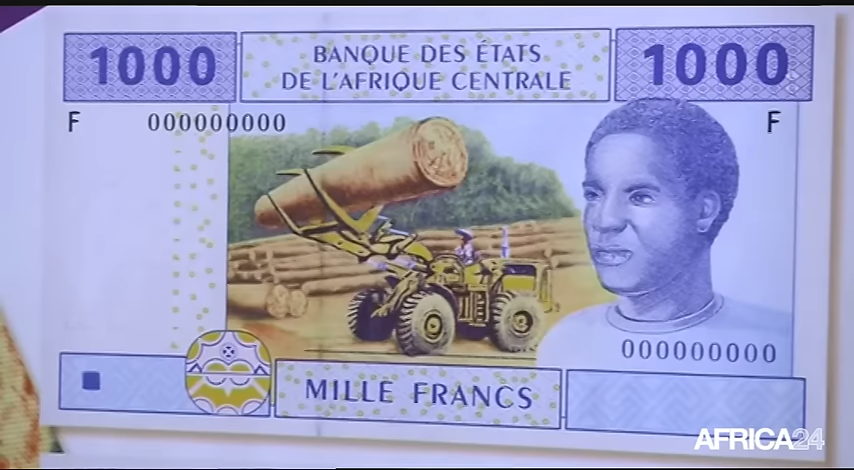 1000
BANQUE DES ÉTATS
DE L'AFRIQUE CENTRALE
1000
F
000000000
F
000000000
MILLE FRANCS
AFRICA24